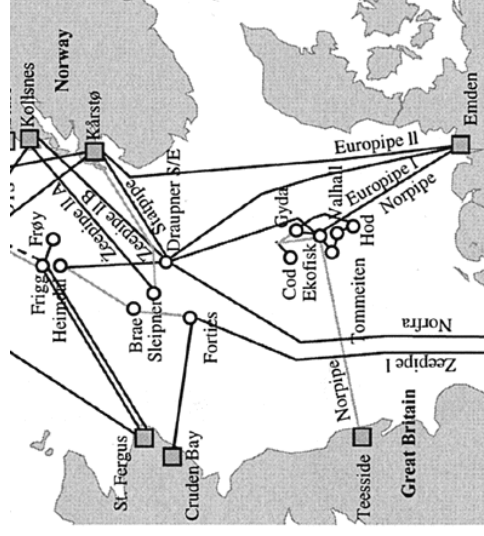 Kollsnes
Norway
Kårstø
Statpipe
Draupner S/E
Zeepipe II A
Zeepipe II B
Frøy
Frigg
Heimdal
Brae
Sleipner
Forties
St. Fergus
Cruden Bay
Europipe II
Europipe I
Norpipe
Emden
Gyda
Valhall
Hod
Cod
Ekofisk
Tommeiten
Norfra
Zeepipe I
Norpipe
Teesside
Great Britain